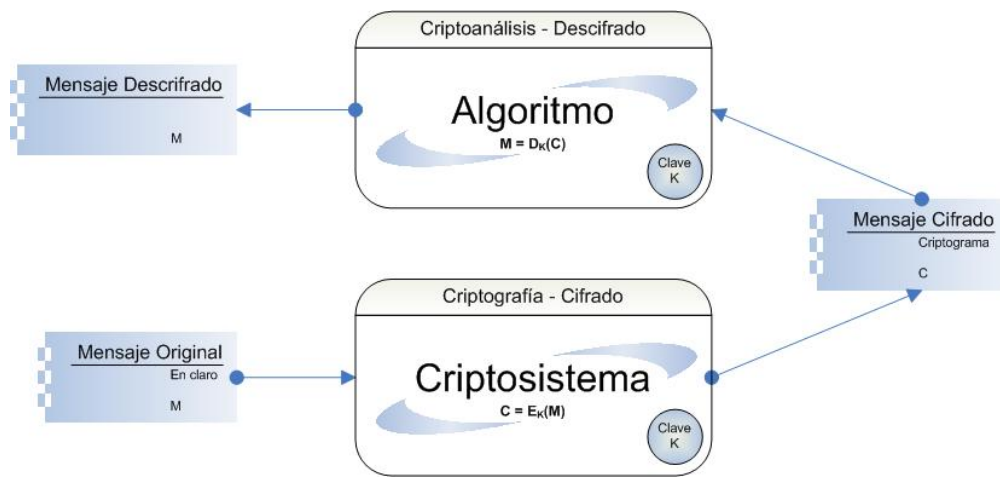 Criptoanálisis - Descifrado
Mensaje Descrifrado
M
Algoritmo
M = DK(C)
Clave
K
Mensaje Cifrado
Criptograma
C
Criptografía - Cifrado
Mensaje Original
En claro
M
Criptosistema
C = EK(M)
Clave
K